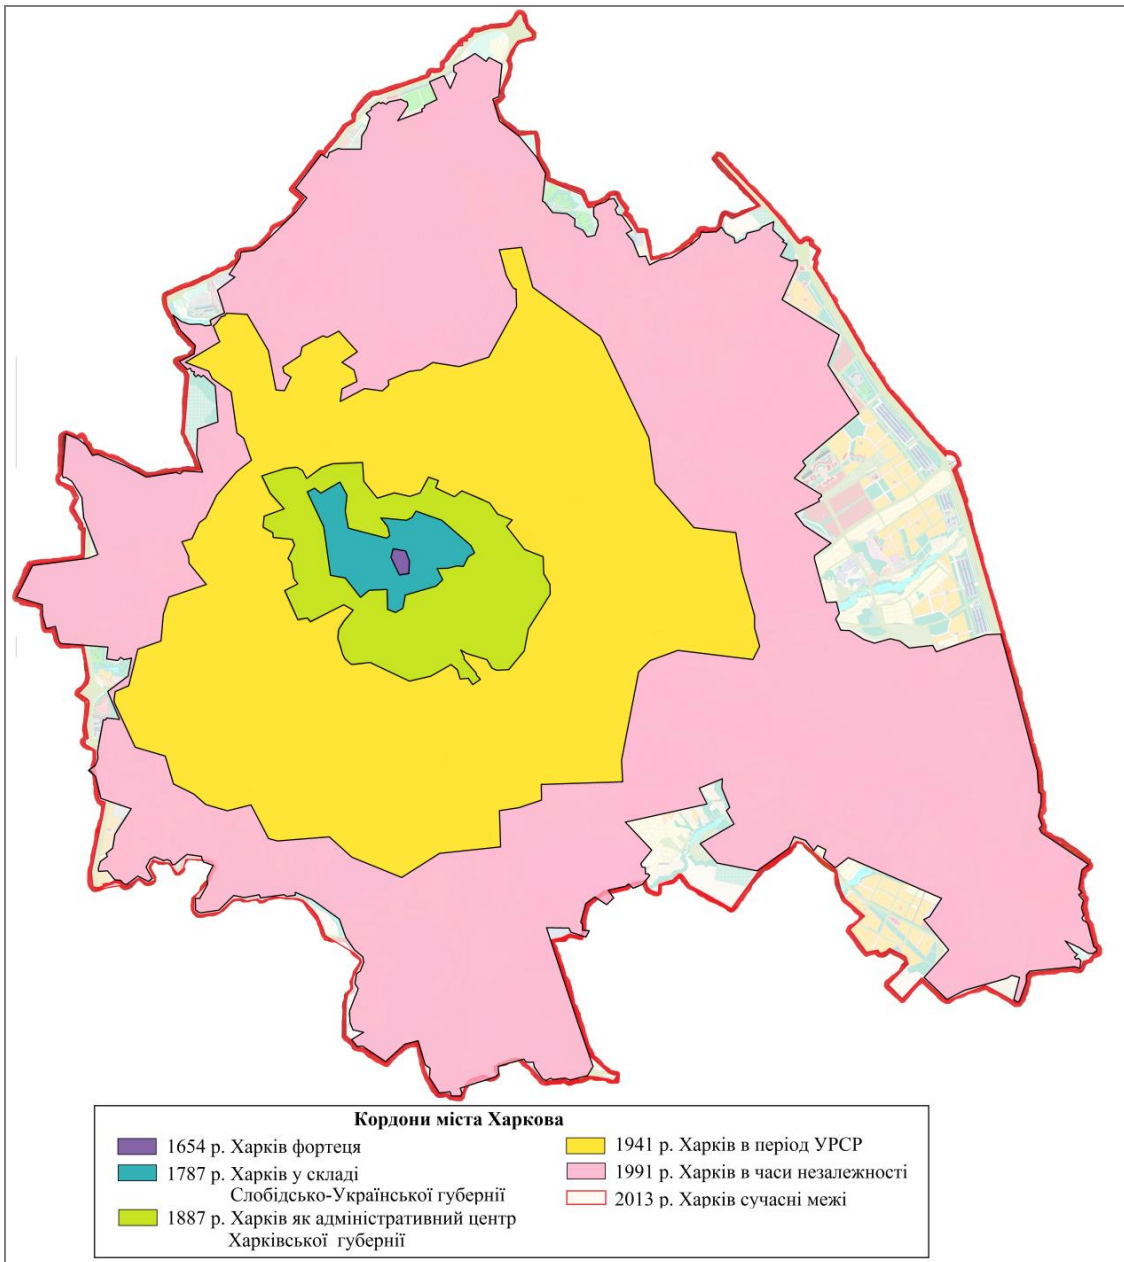 Кордони міста Харкова
1654 р. Харків фортеця
1787 р. Харків у складі
Слобідсько-Української губернії
1887 р. Харків як адміністративний центр
Харківської губернії
1941 р. Харків в період УРСР
1991 р. Харків в часи незалежності
2013 р. Харків сучасні межі